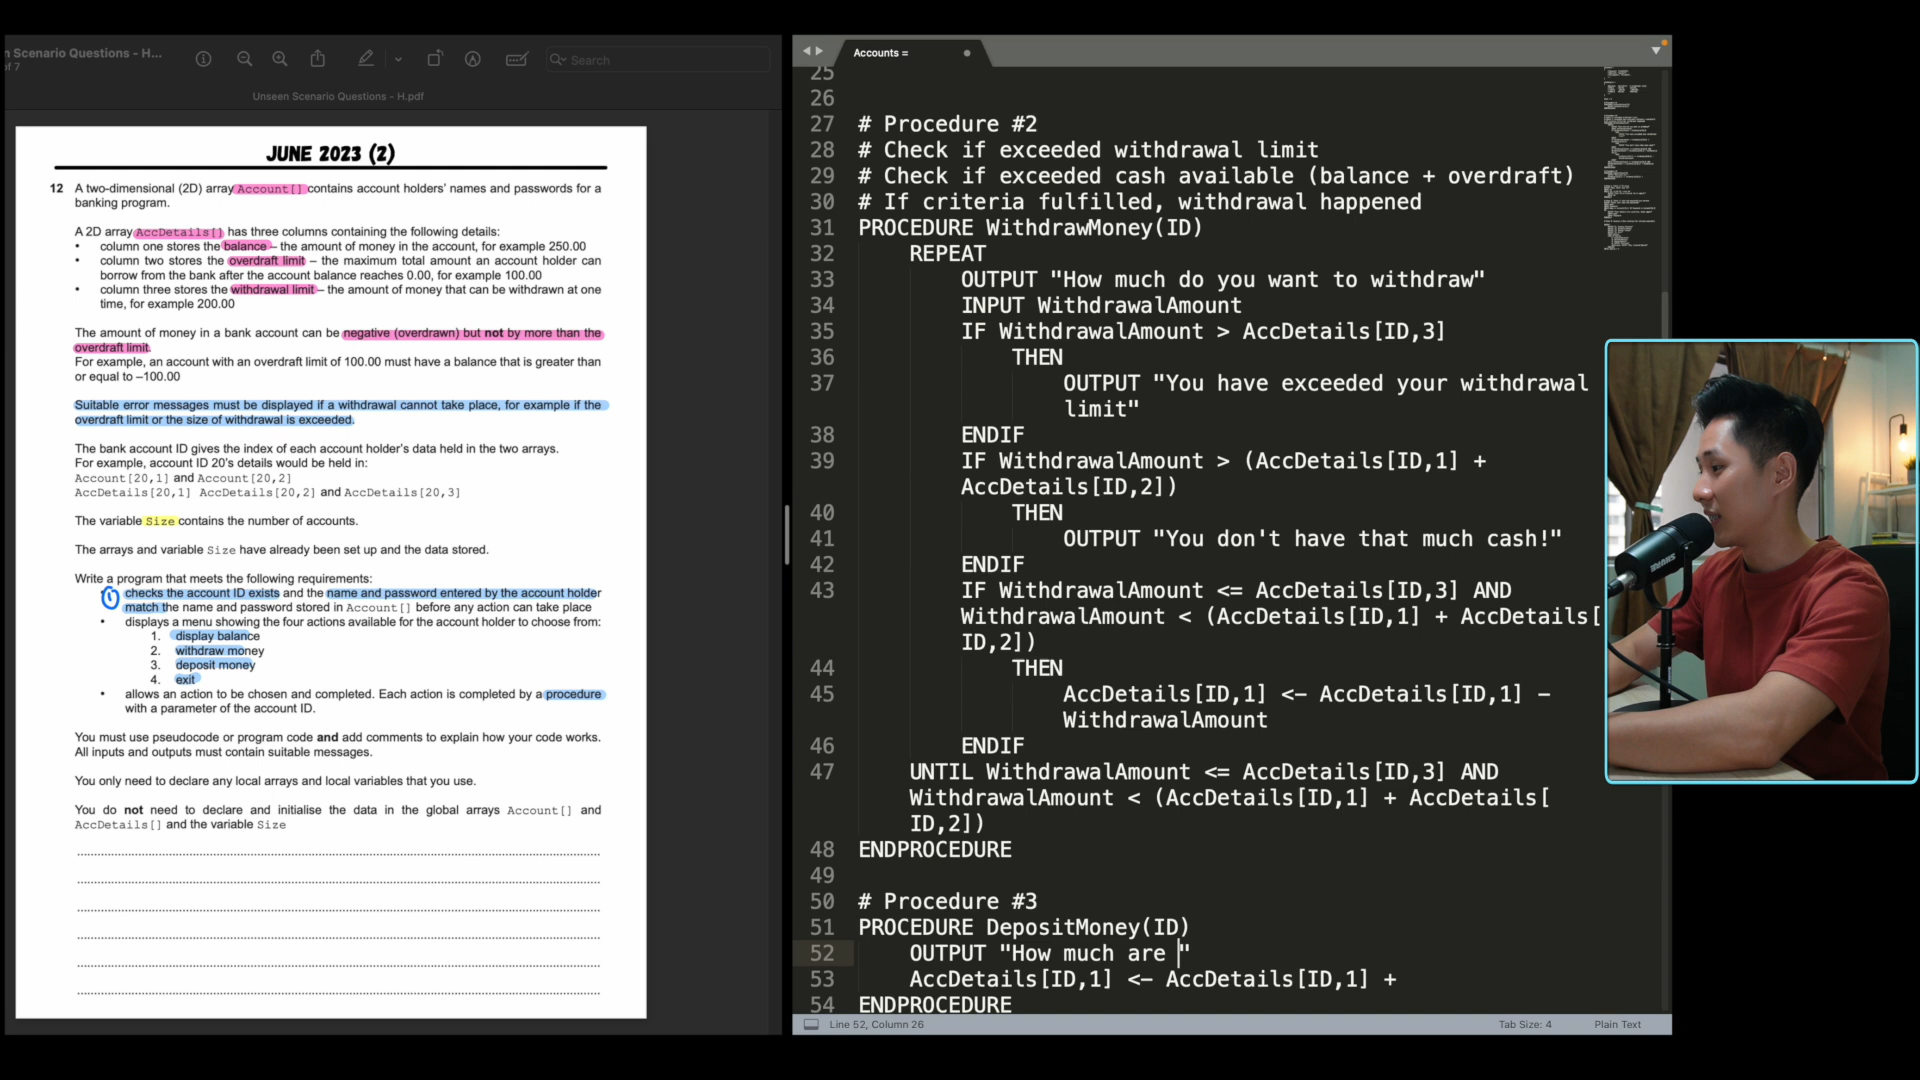 n Scenario Questions - H...
of 7
Search
Unseen Scenario Questions - H.pdf
JUNE 2023 (2)
12 A two-dimensional (2D) array Account[] contains account holders' names and passwords for a
banking program.
A 2D array AccDetails[] has three columns containing the following details:
• column one stores the balance – the amount of money in the account, for example 250.00
• column two stores the overdraft limit – the maximum total amount an account holder can
borrow from the bank after the account balance reaches 0.00, for example 100.00
• column three stores the withdrawal limit – the amount of money that can be withdrawn at one
time, for example 200.00
The amount of money in a bank account can be negative (overdrawn) but not by more than the
overdraft limit.
For example, an account with an overdraft limit of 100.00 must have a balance that is greater than
or equal to –100.00
Suitable error messages must be displayed if a withdrawal cannot take place, for example if the
overdraft limit or the size of withdrawal is exceeded.
The bank account ID gives the index of each account holder's data held in the two arrays.
For example, account ID 20's details would be held in:
Account[20,1] and Account[20,2]
AccDetails[20,1] AccDetails[20,2] and AccDetails[20,3]
The variable Size contains the number of accounts.
The arrays and variable Size have already been set up and the data stored.
Write a program that meets the following requirements:
checks the account ID exists and the name and password entered by the account holder
match the name and password stored in Account[] before any action can take place
• displays a menu showing the four actions available for the account holder to choose from:
1. display balance
2. withdraw money
3. deposit money
4. exit
• allows an action to be chosen and completed. Each action is completed by a procedure
with a parameter of the account ID.
You must use pseudocode or program code and add comments to explain how your code works.
All inputs and outputs must contain suitable messages.
You only need to declare any local arrays and local variables that you use.
You do not need to declare and initialise the data in the global arrays Account[] and
AccDetails[] and the variable Size
Accounts =
25
26
27 # Procedure #2
28 # Check if exceeded withdrawal limit
29 # Check if exceeded cash available (balance + overdraft)
30 # If criteria fulfilled, withdrawal happened
31 PROCEDURE WithdrawMoney(ID)
32 REPEAT
33 OUTPUT "How much do you want to withdraw"
34 INPUT WithdrawalAmount
35 IF WithdrawalAmount > AccDetails[ID,3]
36 THEN
37 OUTPUT "You have exceeded your withdrawal
limit"
38 ENDIF
39 IF WithdrawalAmount > (AccDetails[ID,1] +
AccDetails[ID,2])
40 THEN
41 OUTPUT "You don't have that much cash!"
42 ENDIF
43 IF WithdrawalAmount <= AccDetails[ID,3] AND
WithdrawalAmount < (AccDetails[ID,1] + AccDetails[
ID,2])
44 THEN
45 AccDetails[ID,1] <- AccDetails[ID,1] -
WithdrawalAmount
46 ENDIF
47 UNTIL WithdrawalAmount <= AccDetails[ID,3] AND
WithdrawalAmount < (AccDetails[ID,1] + AccDetails[
ID,2])
48 ENDPROCEDURE
49
50 # Procedure #3
51 PROCEDURE DepositMoney(ID)
52 OUTPUT "How much are "
53 AccDetails[ID,1] <- AccDetails[ID,1] +
54 ENDPROCEDURE
Line 52, Column 26
Tab Size: 4
Plain Text